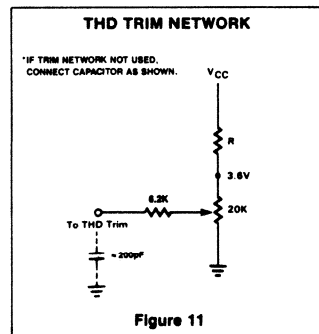 THD TRIM NETWORK
*IF TRIM NETWORK NOT USED,
CONNECT CAPACITOR AS SHOWN.
VCC
R
3.6V
6.2K
20K
To THD Trim
≈200pF
Figure 11